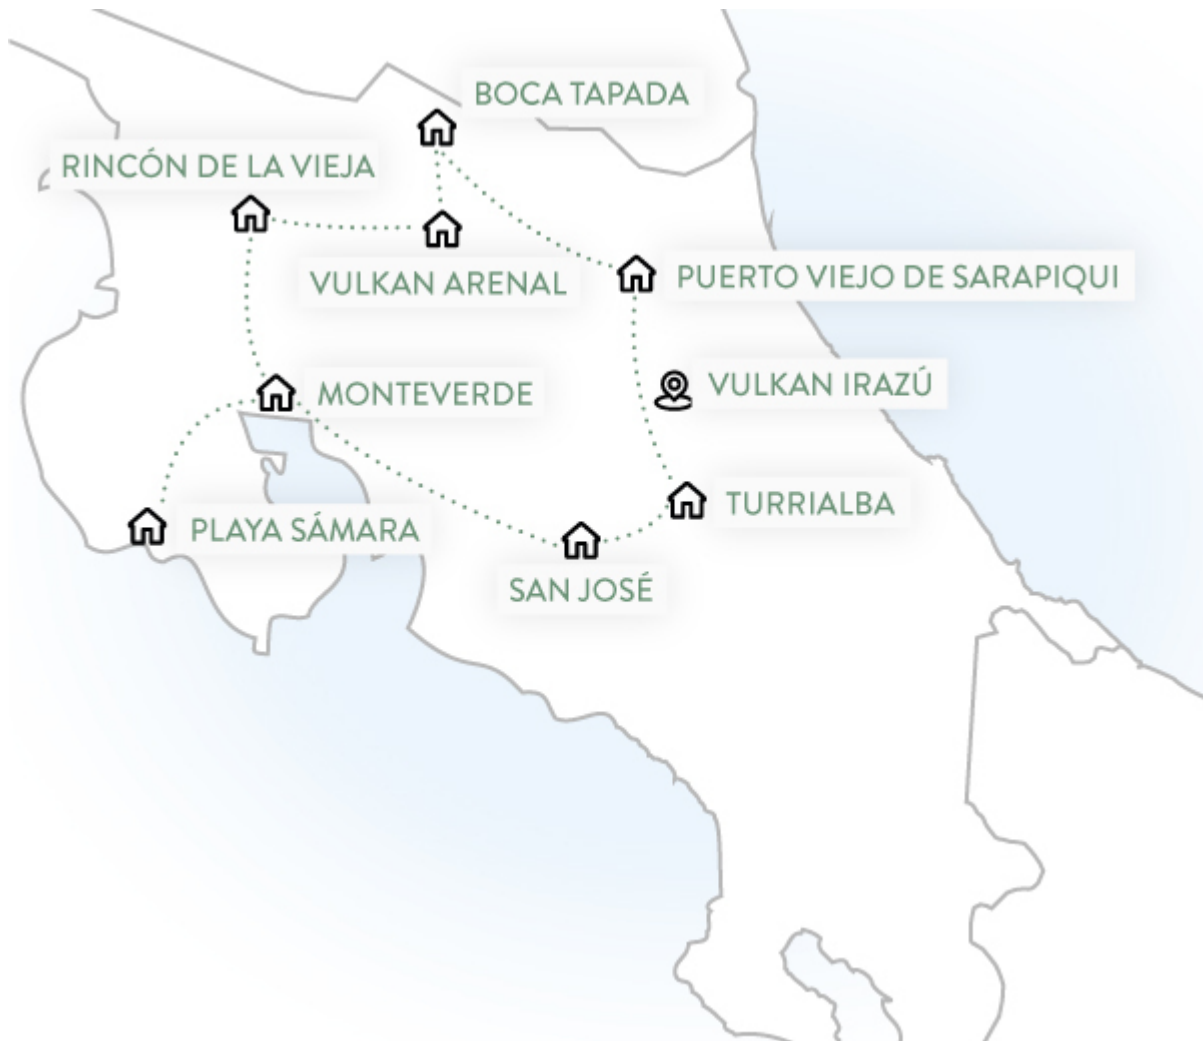 BOCA TAPADA
RINCÓN DE LA VIEJA
VULKAN ARENAL
PUERTO VIEJO DE SARAPIQUI
MONTEVERDE
VULKAN IRAZÚ
PLAYA SÁMARA
TURRIALBA
SAN JOSÉ